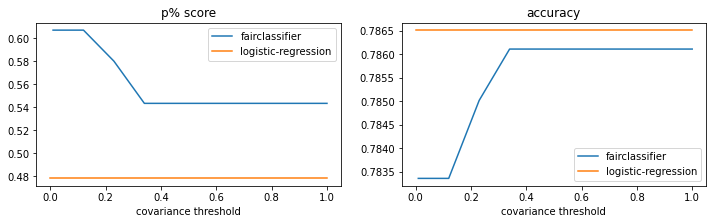 p% score
0.60
0.58
0.56
0.54
0.52
0.50
0.48
0.0 0.2 0.4 0.6 0.8 1.0
covariance threshold
fairclassifier
logistic-regression
accuracy
0.7865
0.7860
0.7855
0.7850
0.7845
0.7840
0.7835
0.0 0.2 0.4 0.6 0.8 1.0
covariance threshold
fairclassifier
logistic-regression